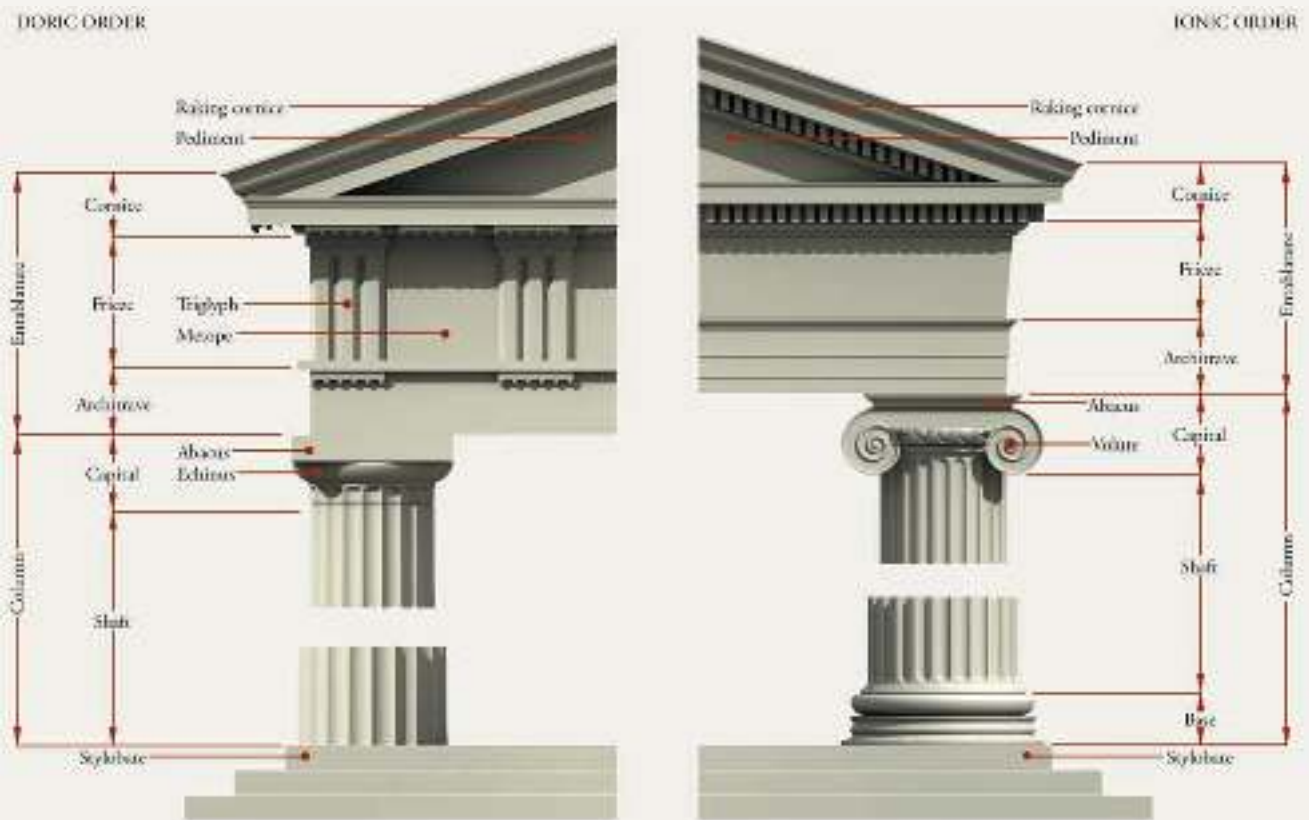 DORIC ORDER
Raking cornice
Pediment
Cornice
Entablature
Frieze
Triglyph
Metope
Architrave
Abacus
Echinus
Capital
Column
Shaft
Stylobate
IONIC ORDER
Raking cornice
Pediment
Cornice
Frieze
Entablature
Architrave
Abacus
Capital
Volute
Shaft
Column
Base
Stylobate